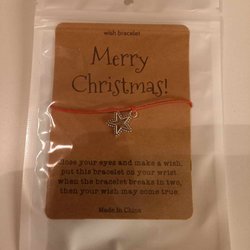 wish bracelet
Merry
Christmas!
close your eyes and make a wish,
put this bracelet on your wrist.
when the bracelet breaks in two,
then your wish may come true.
Made In China